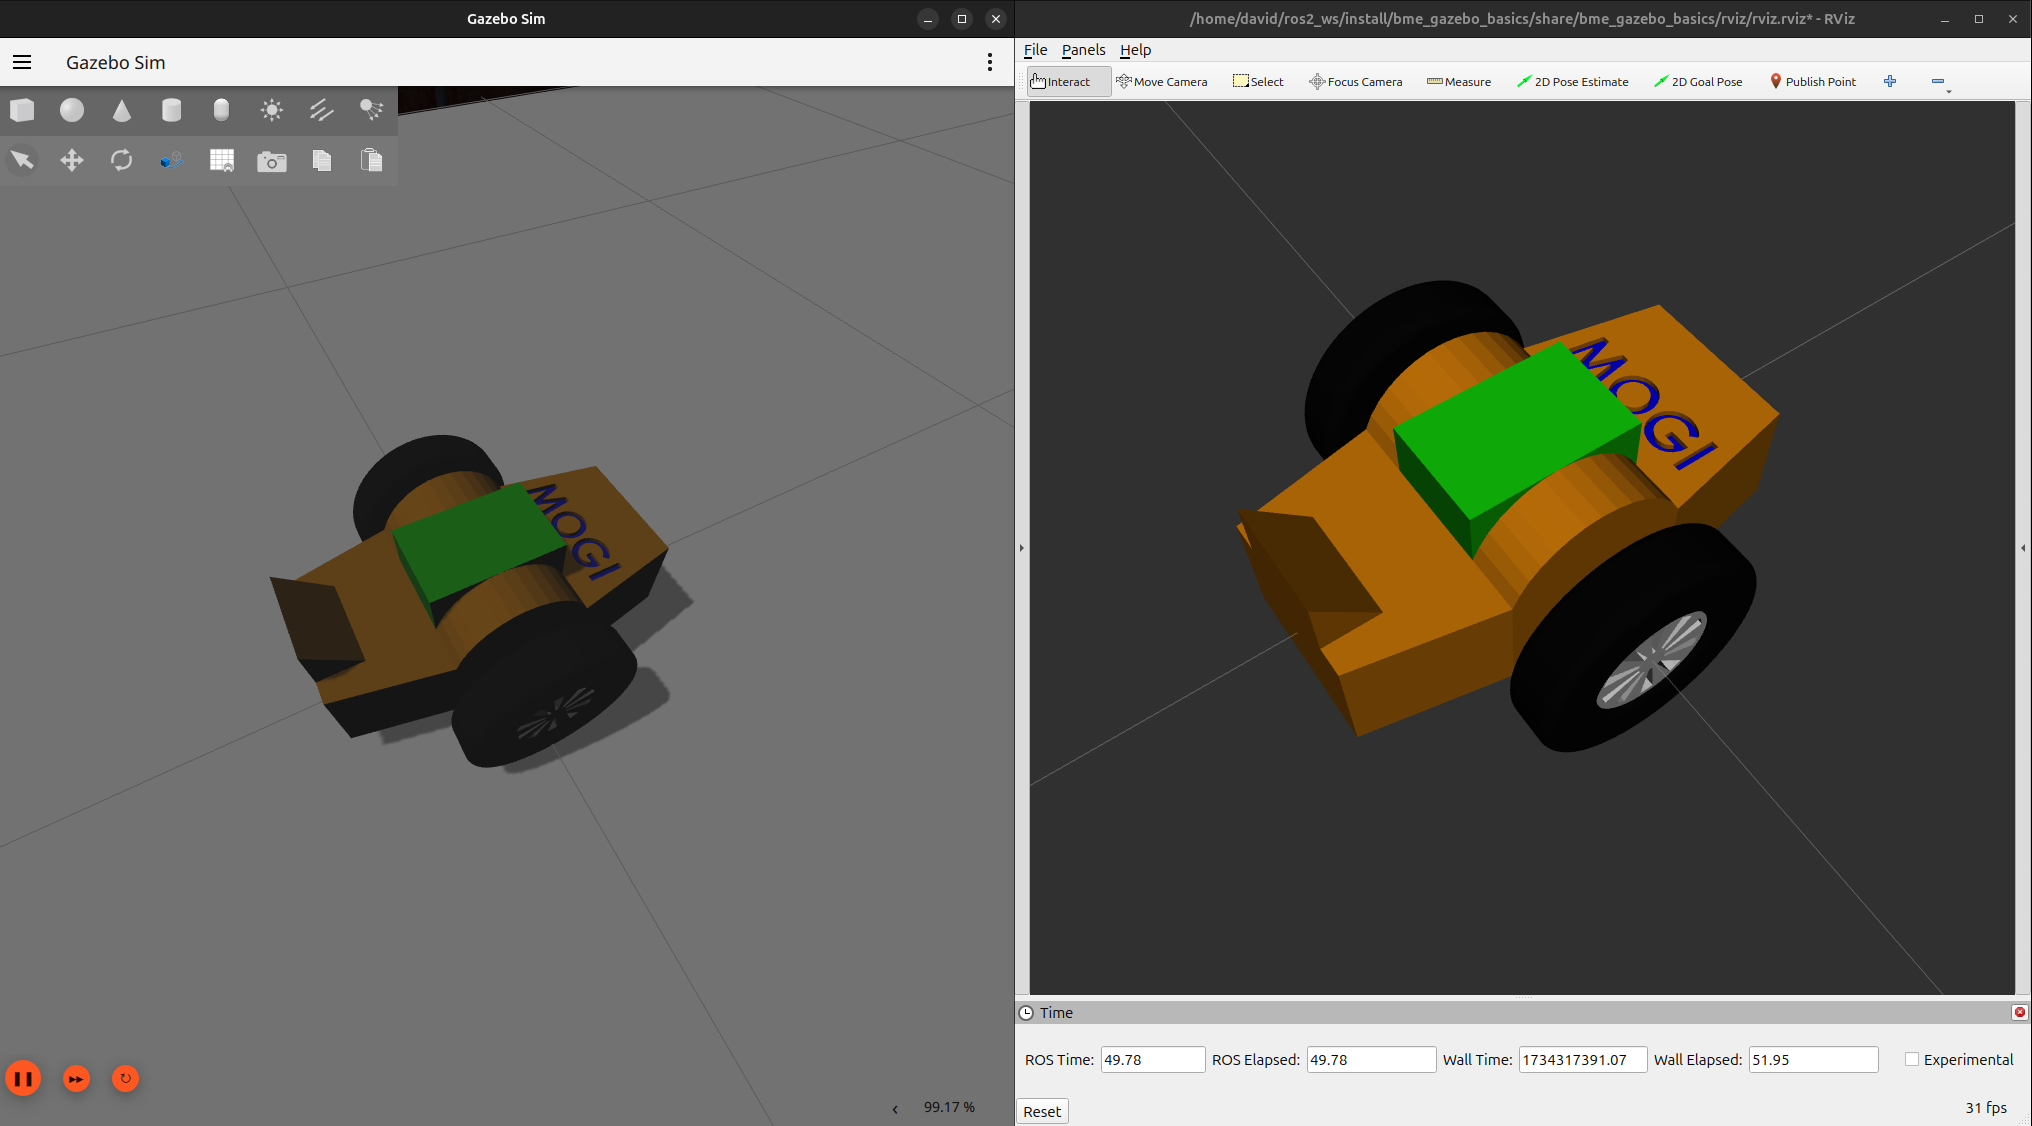 Gazebo Sim
Gazebo Sim
MOGI
99.17 %
/home/david/ros2_ws/install/bme_gazebo_basics/share/bme_gazebo_basics/rviz/rviz.rviz* - RViz
File Panels Help
Interact Move Camera Select Focus Camera Measure 2D Pose Estimate 2D Goal Pose Publish Point
MOGI
Time
ROS Time: 49.78 ROS Elapsed: 49.78 Wall Time: 1734317391.07 Wall Elapsed: 51.95 Experimental
Reset 31 fps